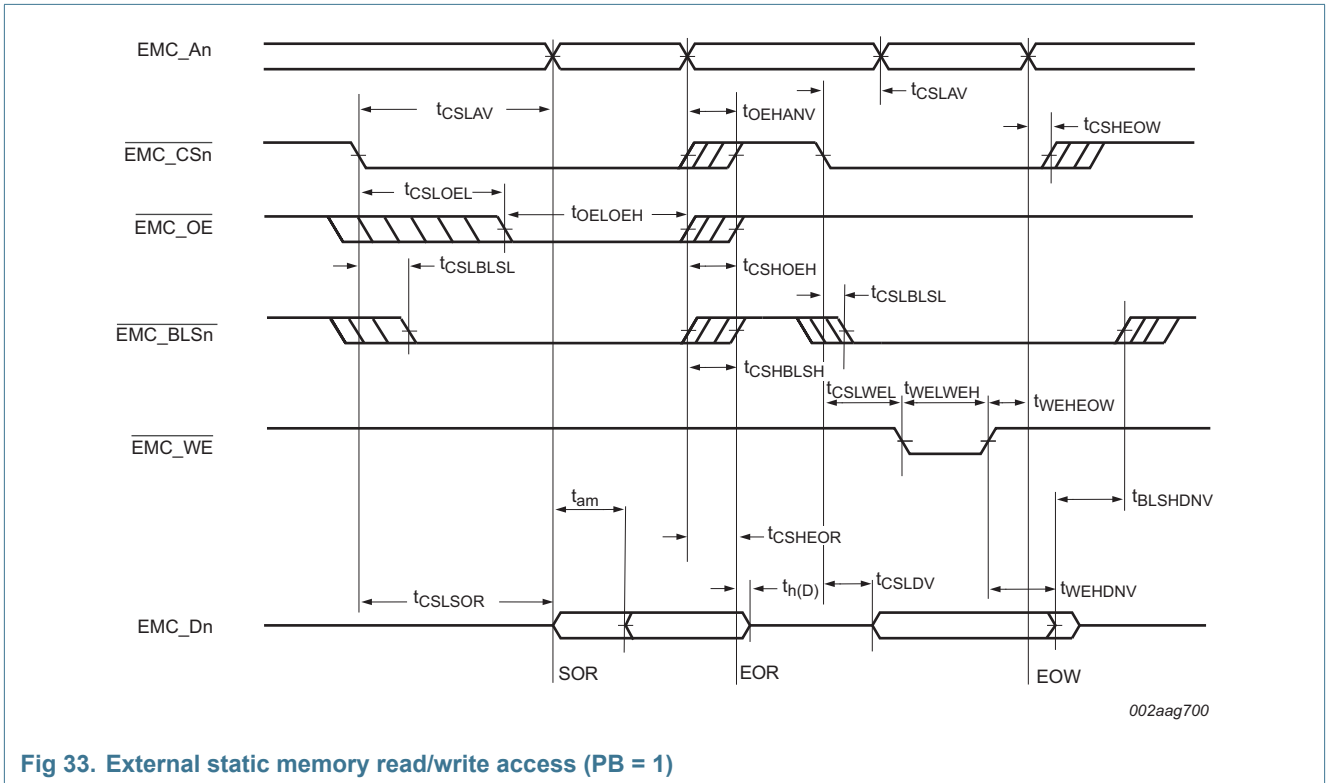 EMC_An
tCSLAV
tCSLAV
tOEHANV
tCSHEOW
EMC_CSn
tCSLOEL
tOELOEH
EMC_OE
tCSLBLSL
tCSHOEH
tCSLBLSL
EMC_BLSn
tCSHBLSH
tCSLWEL
tWELWEH
tWEHEOW
EMC_WE
tam
tBLSHDNV
tCSHEOR
tCSLSOR
th(D)
tCSLDV
tWEHDNV
EMC_Dn
SOR
EOR
EOW
002aag700
Fig 33. External static memory read/write access (PB = 1)